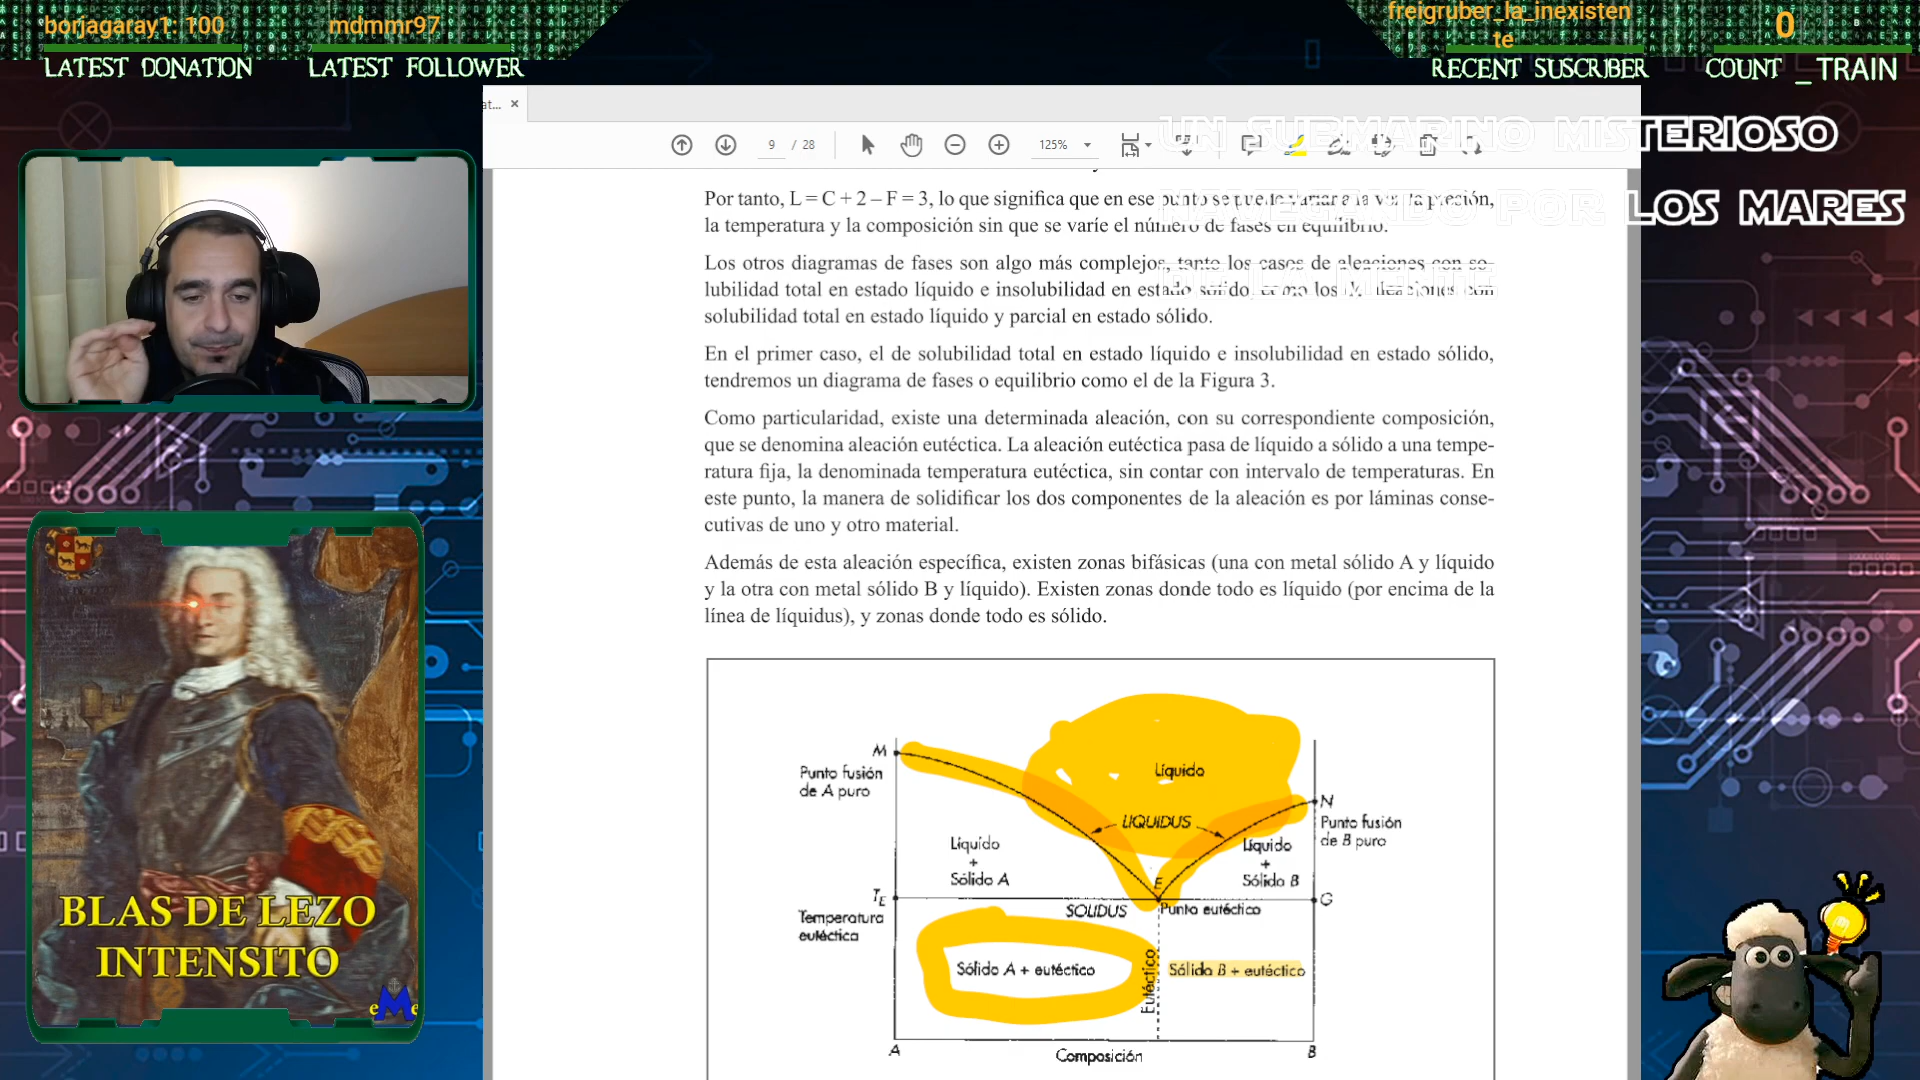 borjagaray1: 100
mdmmr97
freigruber_la_inexisten
te
0
LATEST DONATION
LATEST FOLLOWER
RECENT SUSCRIBER
COUNT _TRAIN
at...
9 / 28
125%
UN SUBMARINO MISTERIOSO
NAVEGANDO POR LOS MARES
DE LA MENTE
Por tanto, L = C + 2 – F = 3, lo que significa que en ese punto se puede variar a la vez la presión,
la temperatura y la composición sin que se varíe el número de fases en equilibrio.
Los otros diagramas de fases son algo más complejos, tanto los casos de aleaciones con so-
lubilidad total en estado líquido e insolubilidad en estado sólido, como los de aleaciones con
solubilidad total en estado líquido y parcial en estado sólido.
En el primer caso, el de solubilidad total en estado líquido e insolubilidad en estado sólido,
tendremos un diagrama de fases o equilibrio como el de la Figura 3.
Como particularidad, existe una determinada aleación, con su correspondiente composición,
que se denomina aleación eutéctica. La aleación eutéctica pasa de líquido a sólido a una tempe-
ratura fija, la denominada temperatura eutéctica, sin contar con intervalo de temperaturas. En
este punto, la manera de solidificar los dos componentes de la aleación es por láminas conse-
cutivas de uno y otro material.
Además de esta aleación específica, existen zonas bifásicas (una con metal sólido A y líquido
y la otra con metal sólido B y líquido). Existen zonas donde todo es líquido (por encima de la
línea de líquidus), y zonas donde todo es sólido.
M
Punto fusión
de A puro
Líquido
LIQUIDUS
N
Punto fusión
de B puro
Líquido
+
Sólido A
Líquido
+
Sólido B
E
TE
SOLIDUS
Punto eutéctico
G
Temperatura
eutéctica
Sólido A + eutéctico
Eutéctico
Sólido B + eutéctico
A
Composición
B
BLAS DE LEZO
INTENSITO
eMe